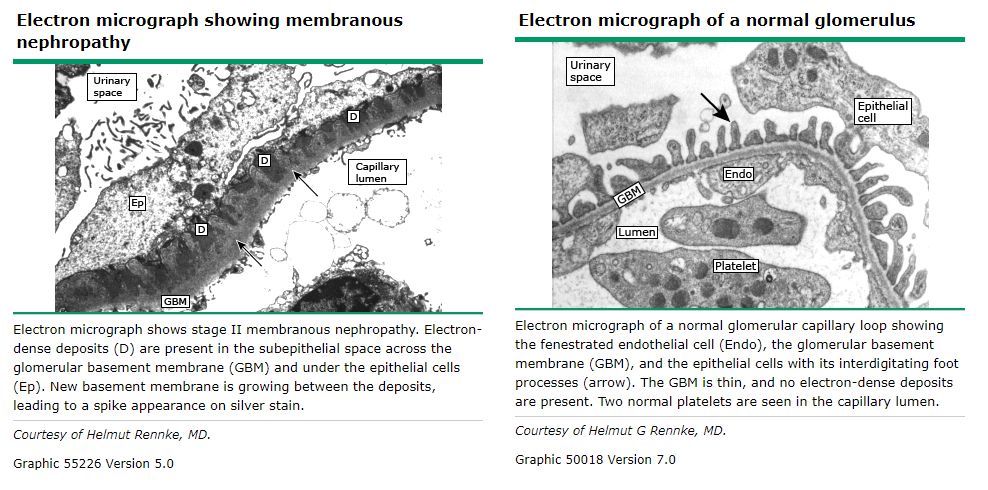 Electron micrograph showing membranous
nephropathy
Urinary
space
D
D
Capillary
lumen
Ep
D
GBM
Electron micrograph shows stage II membranous nephropathy. Electron-
dense deposits (D) are present in the subepithelial space across the
glomerular basement membrane (GBM) and under the epithelial cells
(Ep). New basement membrane is growing between the deposits,
leading to a spike appearance on silver stain.
Courtesy of Helmut Rennke, MD.
Graphic 55226 Version 5.0
Electron micrograph of a normal glomerulus
Urinary
space
Epithelial
cell
Endo
GBM
Lumen
Platelet
Electron micrograph of a normal glomerular capillary loop showing
the fenestrated endothelial cell (Endo), the glomerular basement
membrane (GBM), and the epithelial cells with its interdigitating foot
processes (arrow). The GBM is thin, and no electron-dense deposits
are present. Two normal platelets are seen in the capillary lumen.
Courtesy of Helmut G Rennke, MD.
Graphic 50018 Version 7.0